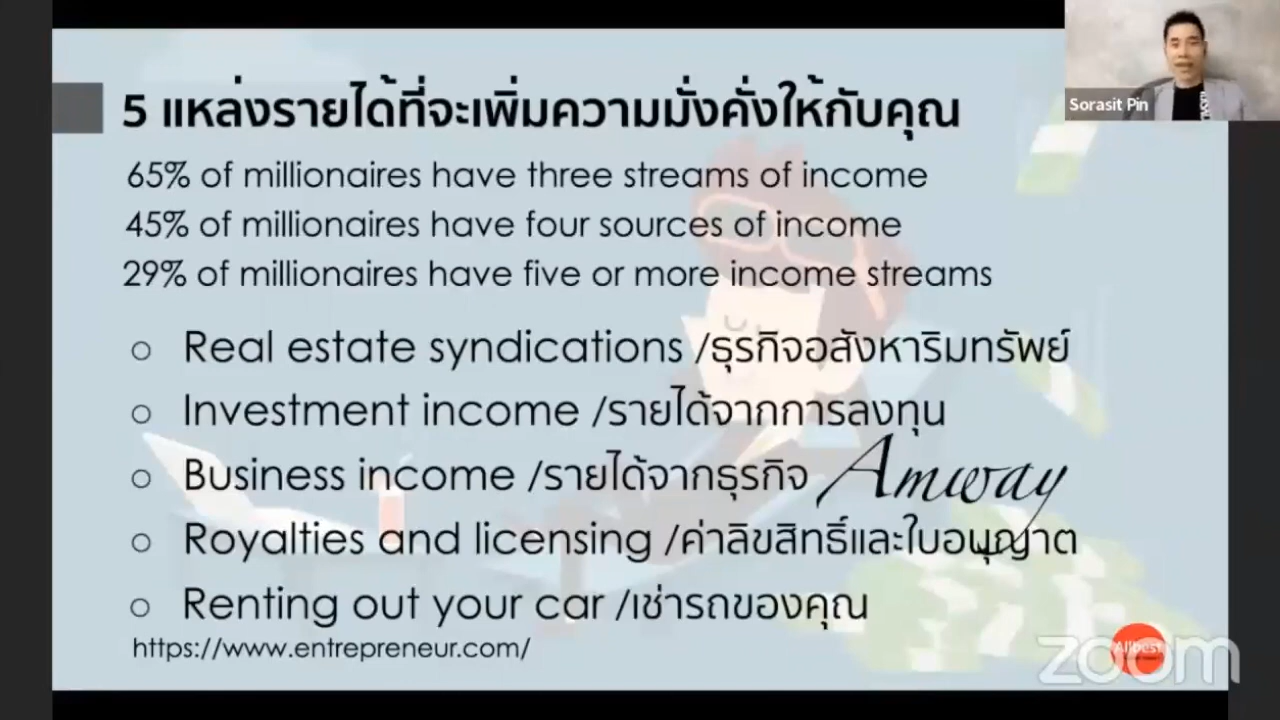 5 แหล่งรายได้ที่จะเพิ่มความมั่งคั่งให้กับคุณ
Sorasit Pin
65% of millionaires have three streams of income
45% of millionaires have four sources of income
29% of millionaires have five or more income streams
○ Real estate syndications /ธุรกิจอสังหาริมทรัพย์
○ Investment income /รายได้จากการลงทุน
○ Business income /รายได้จากธุรกิจ Amway
○ Royalties and licensing /ค่าลิขสิทธิ์และใบอนุญาต
○ Renting out your car /เช่ารถของคุณ
https://www.entrepreneur.com/
Allbest
zoom